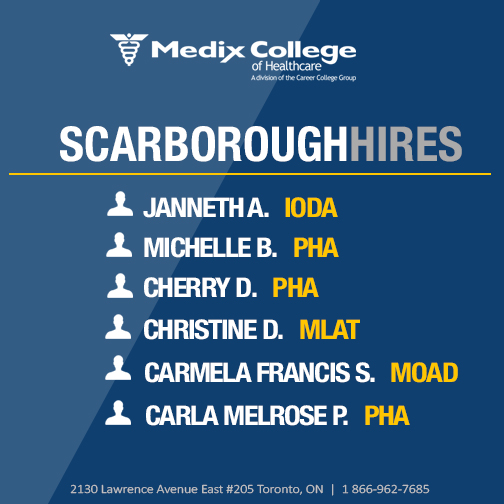 Medix College
of Healthcare
A division of the Career College Group
SCARBOROUGHHIRES
JANNETH A. IODA
MICHELLE B. PHA
CHERRY D. PHA
CHRISTINE D. MLAT
CARMELA FRANCIS S. MOAD
CARLA MELROSE P. PHA
2130 Lawrence Avenue East #205 Toronto, ON | 1 866-962-7685